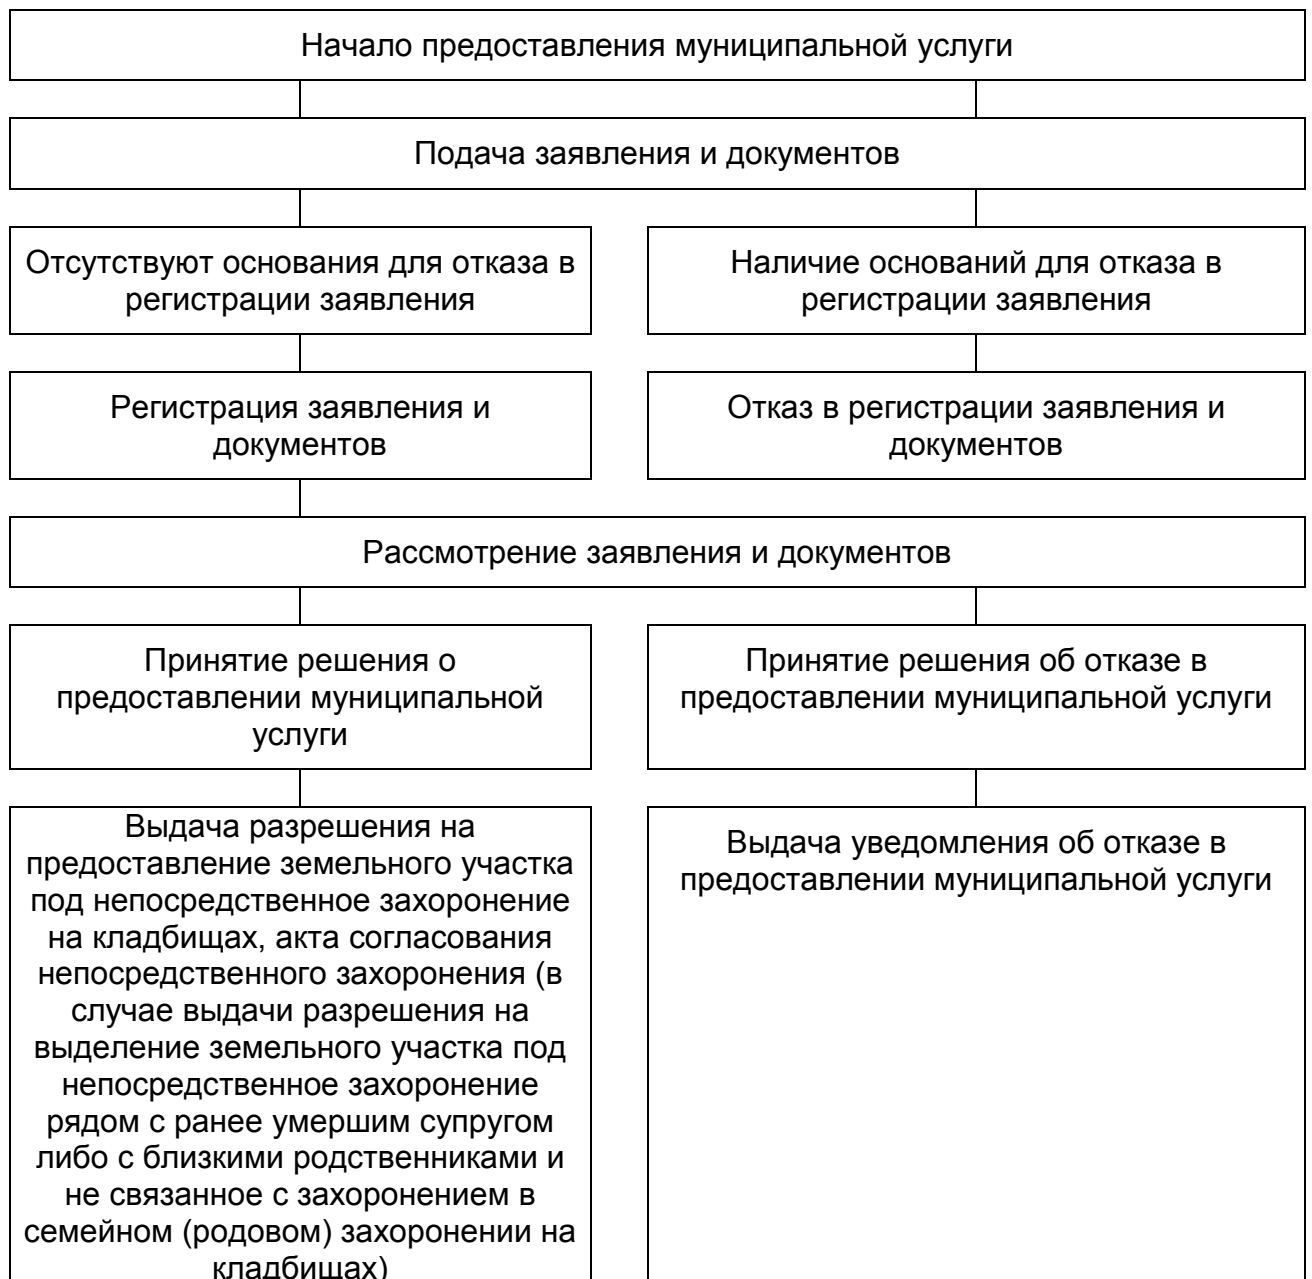 Начало предоставления муниципальной услуги
Подача заявления и документов
Отсутствуют основания для отказа в
регистрации заявления
Наличие оснований для отказа в
регистрации заявления
Регистрация заявления и
документов
Отказ в регистрации заявления и
документов
Рассмотрение заявления и документов
Принятие решения о
предоставлении муниципальной
услуги
Принятие решения об отказе в
предоставлении муниципальной услуги
Выдача разрешения на
предоставление земельного участка
под непосредственное захоронение
на кладбищах, акта согласования
непосредственного захоронения (в
случае выдачи разрешения на
выделение земельного участка под
непосредственное захоронение
рядом с ранее умершим супругом
либо с близкими родственниками и
не связанное с захоронением в
семейном (родовом) захоронении на
кладбищах)
Выдача уведомления об отказе в
предоставлении муниципальной услуги